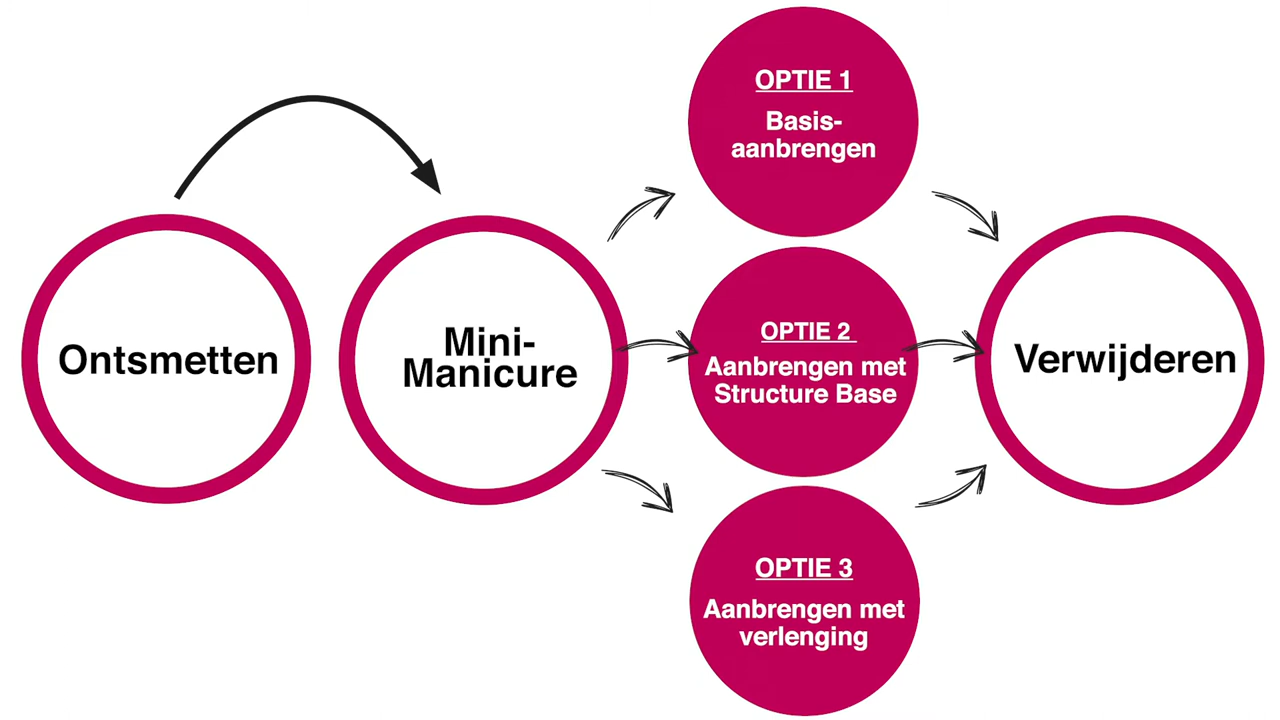 Ontsmetten
Mini-
Manicure
OPTIE 1
Basis-
aanbrengen
OPTIE 2
Aanbrengen met
Structure Base
OPTIE 3
Aanbrengen met
verlenging
Verwijderen